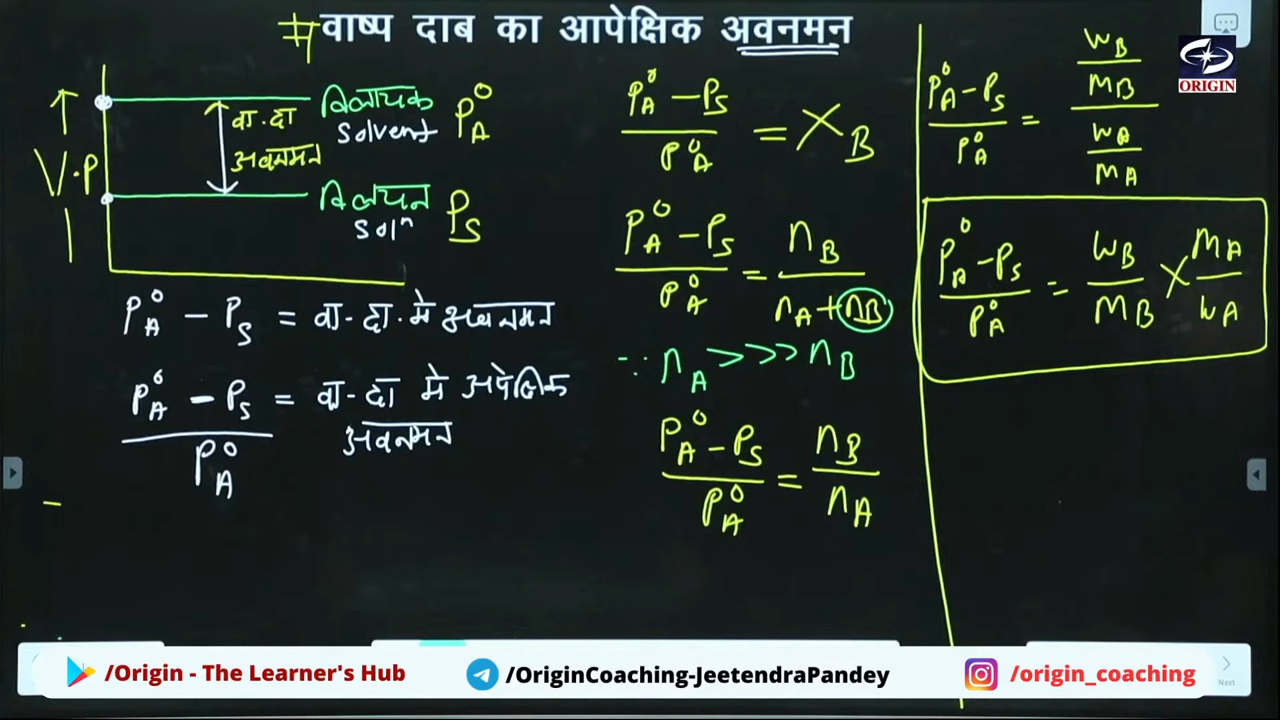 # वाष्प दाब का आपेक्षिक अवनमन
V.P
वा.दा
अवनमन
विलायक
Solvent
P°A
विलयन
Solⁿ
Ps
P°A - Ps = वा.दा.मे अवनमन
P°A - Ps / P°A = वा.दा मे अपेक्षिक
अवनमन
P°A - Ps / P°A = XB
P°A - Ps / P°A = nB / nA + nB
∵ nA >>> nB
P°A - Ps / P°A = nB / nA
P°A - Ps / P°A = WB / MB / WA / MA
P°A - Ps / P°A = WB / MB × MA / WA
ORIGIN
/Origin - The Learner's Hub
/OriginCoaching-JeetendraPandey
/origin_coaching
Next